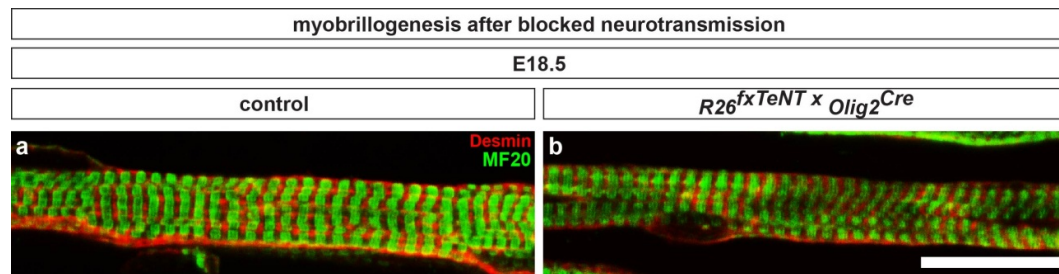 myobrillogenesis after blocked neurotransmission
E18.5
control
R26fxTeNT x Olig2Cre
a
Desmin
MF20
b